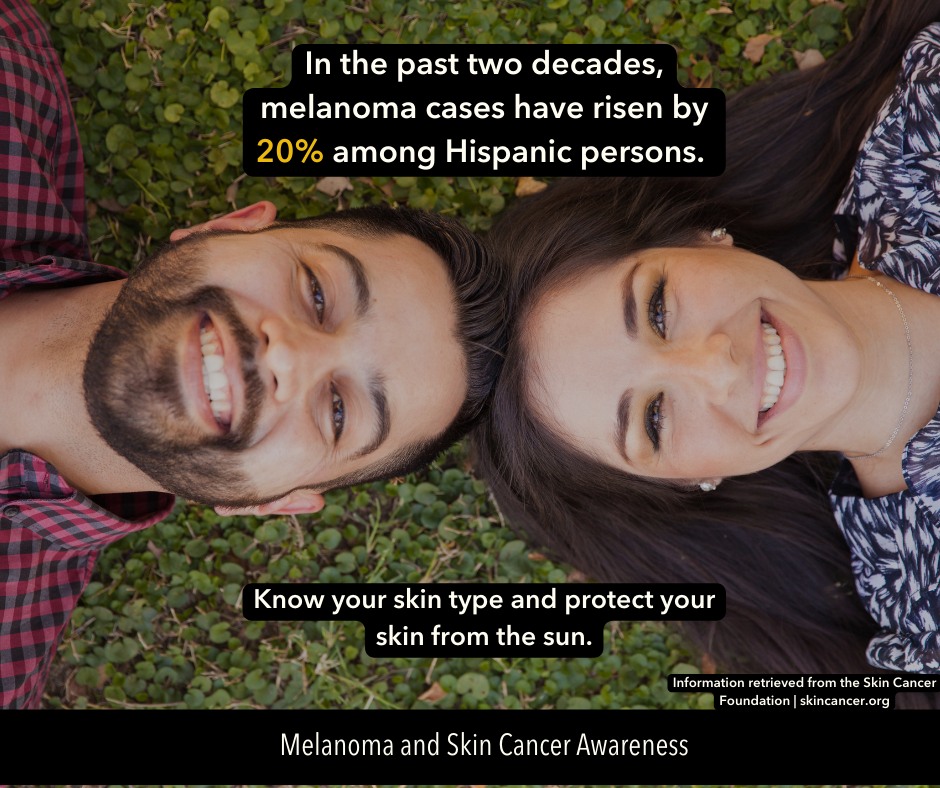 In the past two decades,
melanoma cases have risen by
20% among Hispanic persons.
Know your skin type and protect your
skin from the sun.
Information retrieved from the Skin Cancer
Foundation | skincancer.org
Melanoma and Skin Cancer Awareness